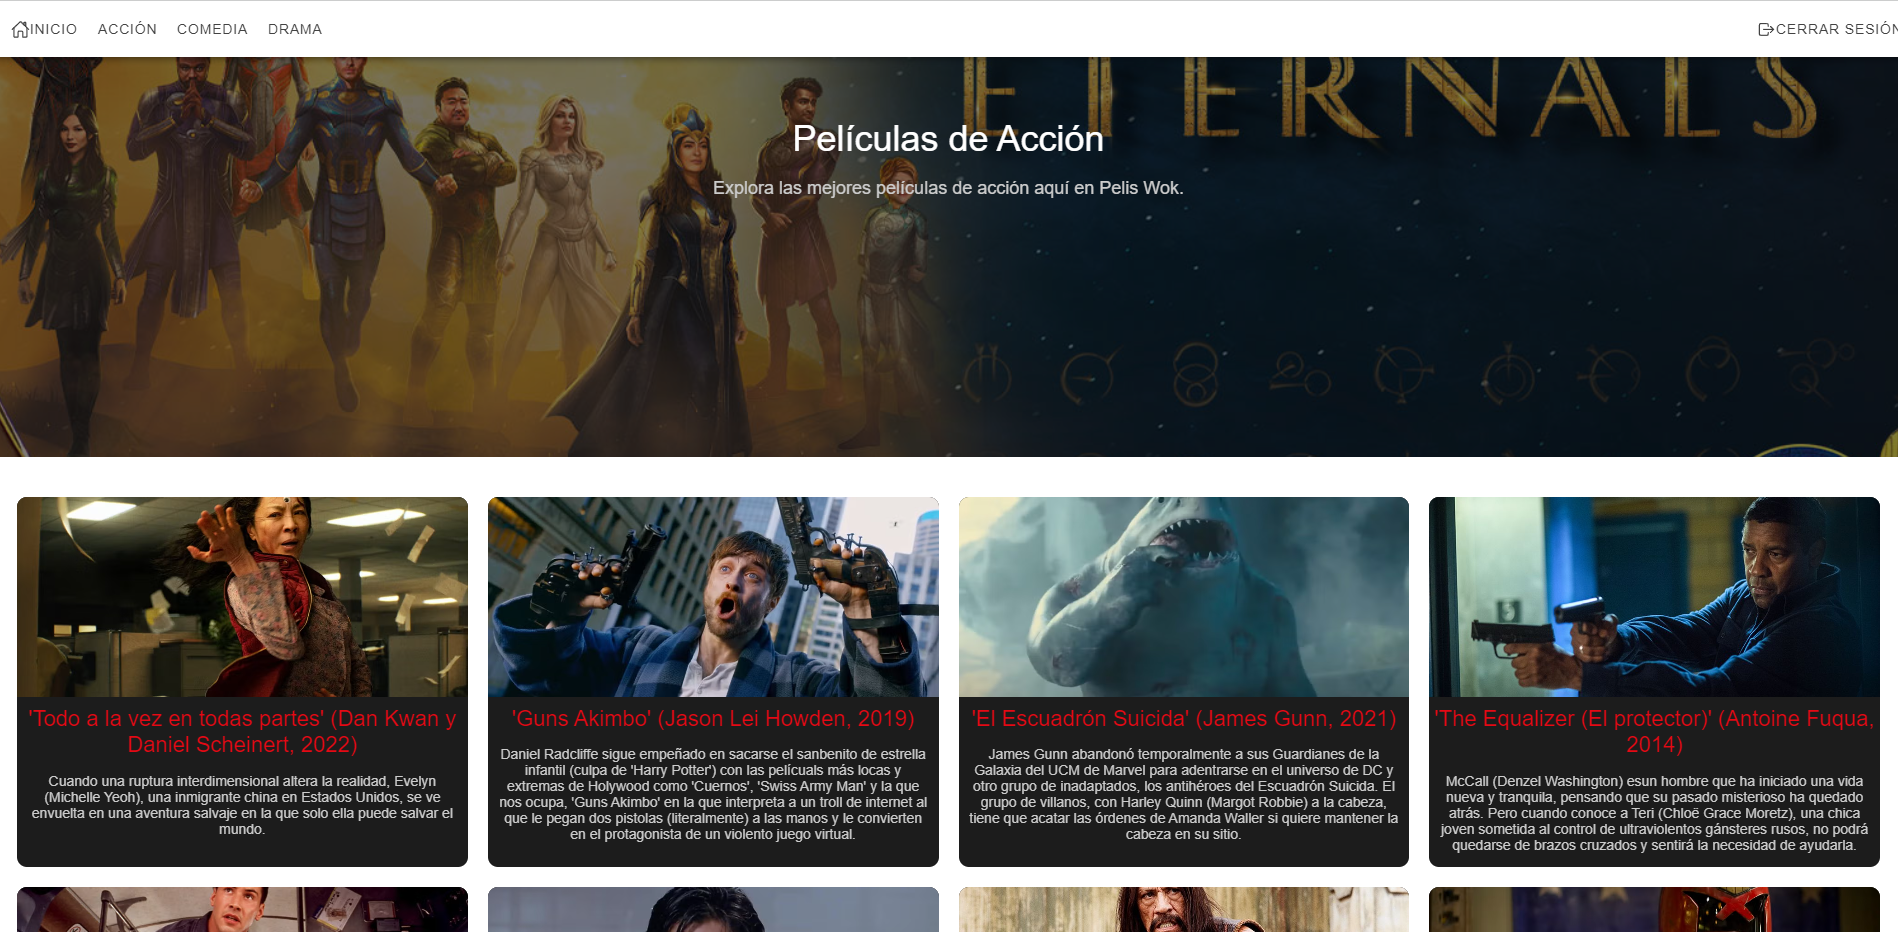 INICIO ACCIÓN COMEDIA DRAMA CERRAR SESIÓN
ETERNALS
Películas de Acción
Explora las mejores películas de acción aquí en Pelis Wok.
'Todo a la vez en todas partes' (Dan Kwan y
Daniel Scheinert, 2022)
Cuando una ruptura interdimensional altera la realidad, Evelyn
(Michelle Yeoh), una inmigrante china en Estados Unidos, se ve
envuelta en una aventura salvaje en la que solo ella puede salvar el
mundo.
'Guns Akimbo' (Jason Lei Howden, 2019)
Daniel Radcliffe sigue empeñado en sacarse el sanbenito de estrella
infantil (culpa de 'Harry Potter') con las pelícuals más locas y
extremas de Holywood como 'Cuernos', 'Swiss Army Man' y la que
nos ocupa, 'Guns Akimbo' en la que interpreta a un troll de internet al
que le pegan dos pistolas (literalmente) a las manos y le convierten
en el protagonista de un violento juego virtual.
'El Escuadrón Suicida' (James Gunn, 2021)
James Gunn abandonó temporalmente a sus Guardianes de la
Galaxia del UCM de Marvel para adentrarse en el universo de DC y
otro grupo de inadaptados, los antihéroes del Escuadrón Suicida. El
grupo de villanos, con Harley Quinn (Margot Robbie) a la cabeza,
tiene que acatar las órdenes de Amanda Waller si quiere mantener la
cabeza en su sitio.
'The Equalizer (El protector)' (Antoine Fuqua,
2014)
McCall (Denzel Washington) esun hombre que ha iniciado una vida
nueva y tranquila, pensando que su pasado misterioso ha quedado
atrás. Pero cuando conoce a Teri (Chloë Grace Moretz), una chica
joven sometida al control de ultraviolentos gánsteres rusos, no podrá
quedarse de brazos cruzados y sentirá la necesidad de ayudarla.